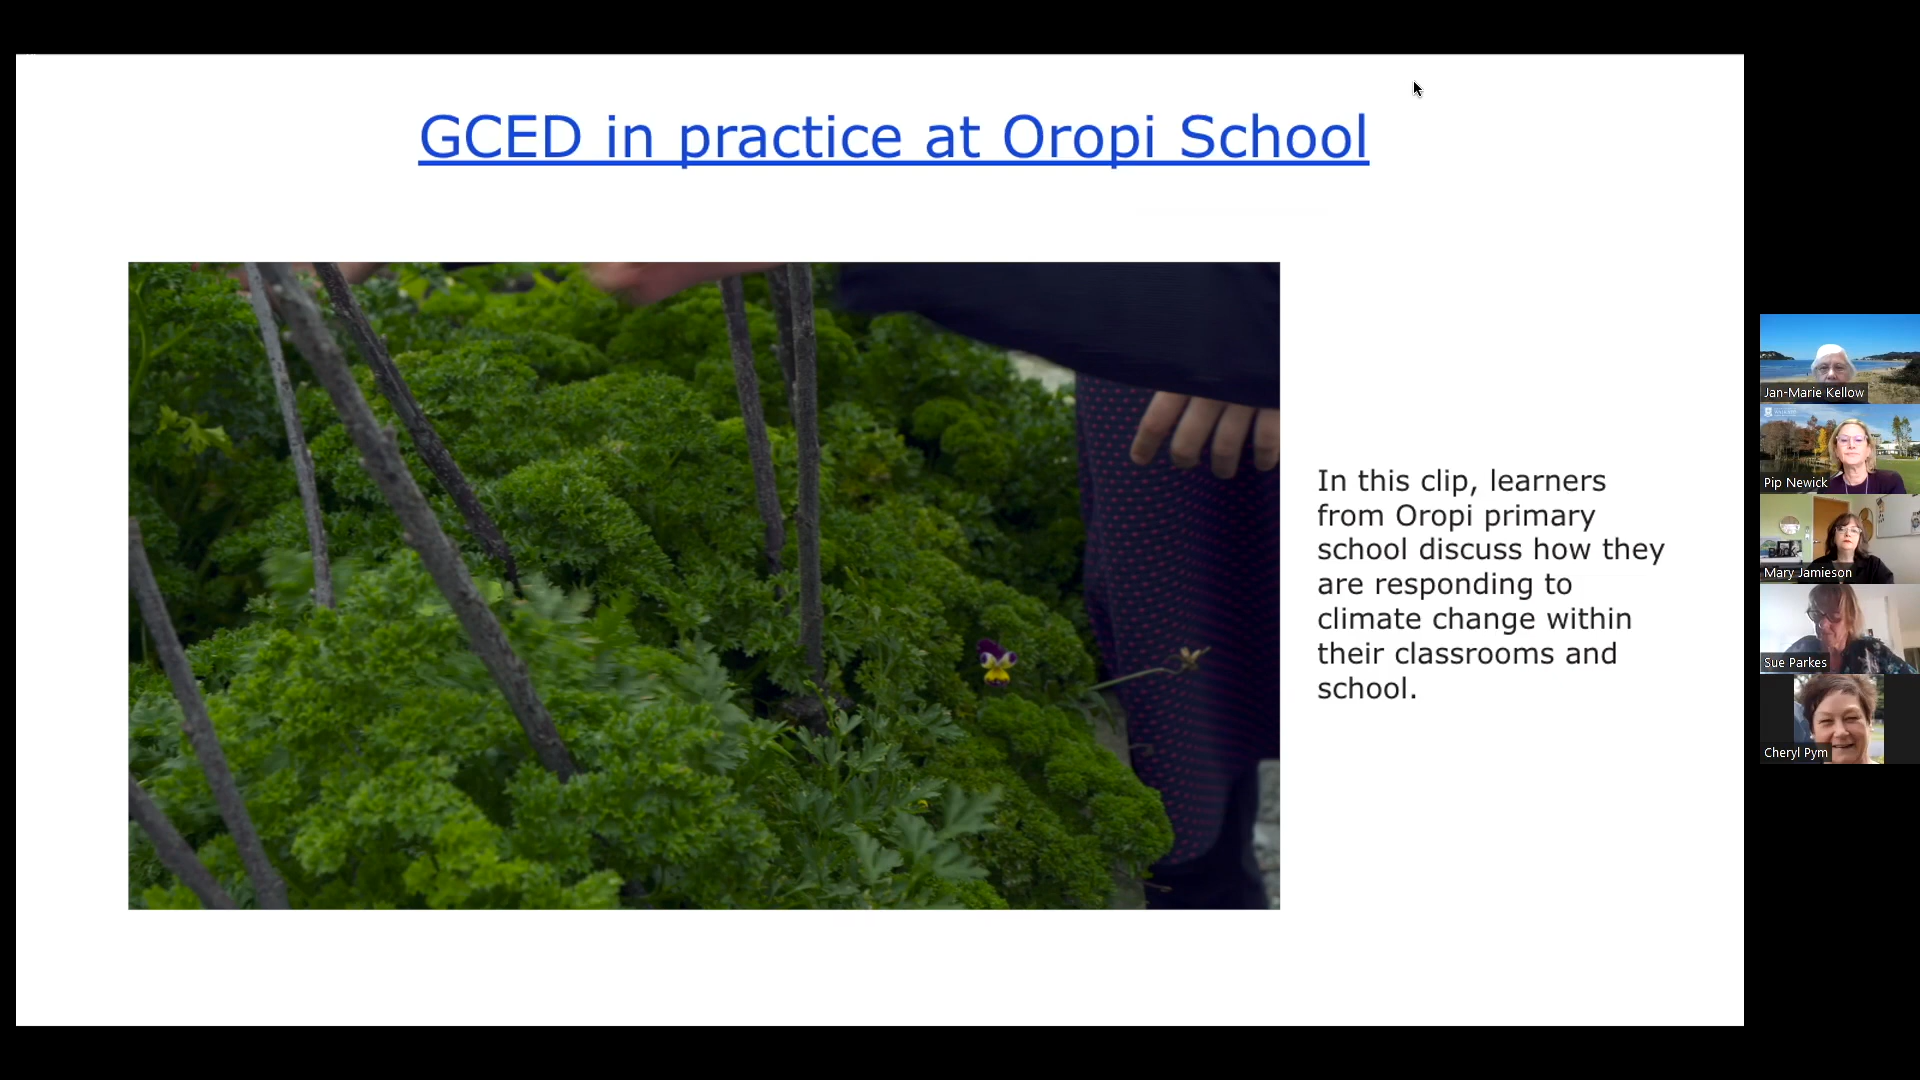 GCED in practice at Oropi School
In this clip, learners
from Oropi primary
school discuss how they
are responding to
climate change within
their classrooms and
school.
Jan-Marie Kellow
Pip Newick
Mary Jamieson
Sue Parkes
Cheryl Pym